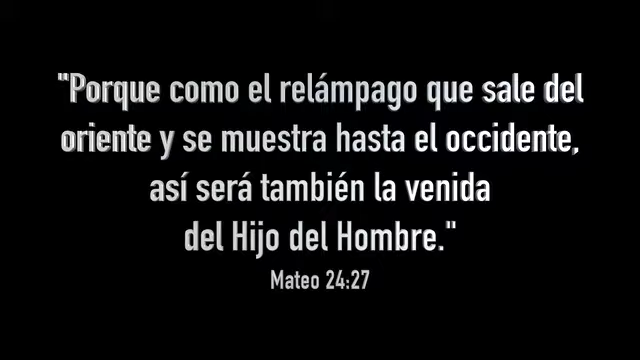 "Porque como el relámpago que sale del
oriente y se muestra hasta el occidente,
así será también la venida
del Hijo del Hombre."
Mateo 24:27